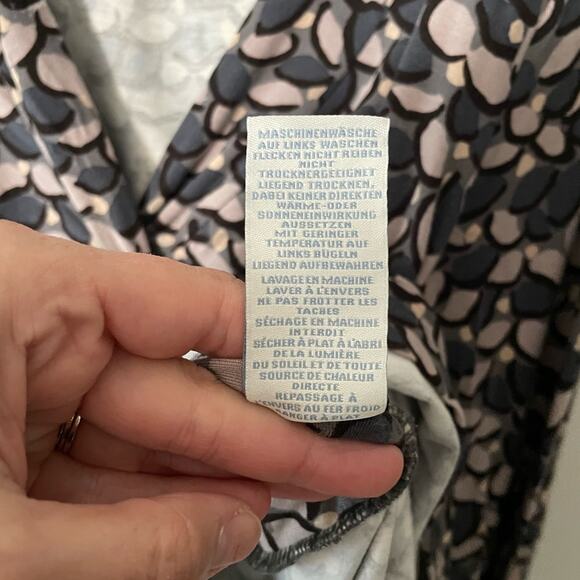 MASCHINENWÄSCHE
AUF LINKS WASCHEN
FLECKEN NICHT REIBEN
NICHT
TROCKNERGEEIGNET
LIEGEND TROCKNEN,
DABEI KEINER DIREKTEN
WÄRME-ODER
SONNENEINWIRKUNG
AUSSETZEN
MIT GERINGER
TEMPERATUR AUF
LINKS BÜGELN
LIEGEND AUFBEWAHREN
LAVAGE EN MACHINE
LAVER À L'ENVERS
NE PAS FROTTER LES
TACHES
SÉCHAGE EN MACHINE
INTERDIT
SÉCHER À PLAT À L'ABRI
DE LA LUMIÈRE
DU SOLEIL ET DE TOUTE
SOURCE DE CHALEUR
DIRECTE
REPASSAGE À
L'ENVERS AU FER FROID
RANGER À PLAT